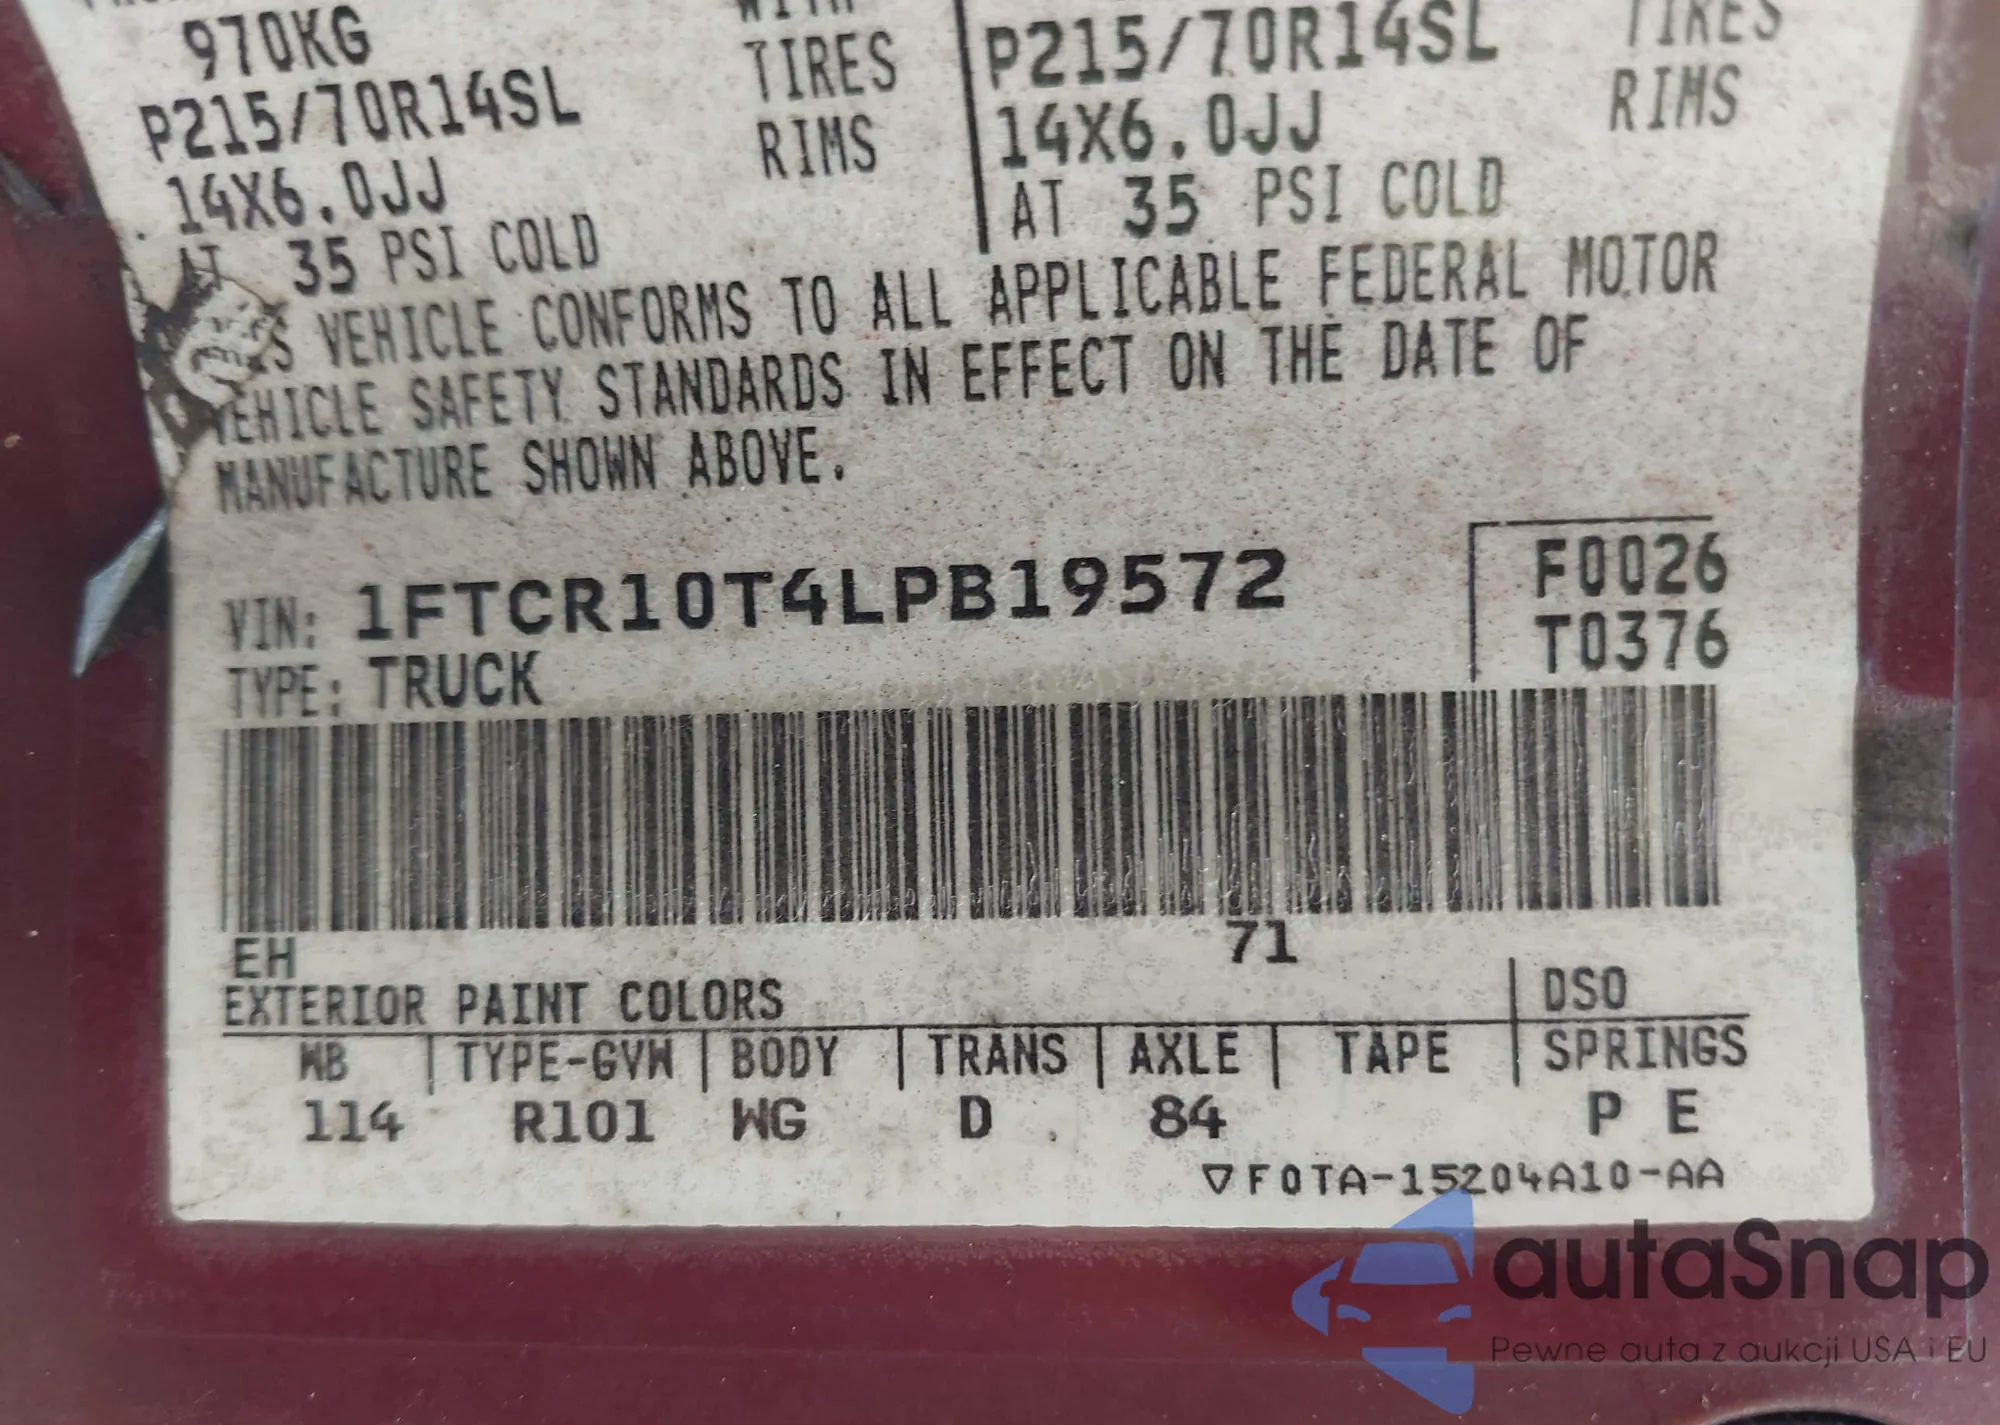 970KG WITH TIRES
P215/70R14SL TIRES P215/70R14SL RIMS
14X6.0JJ RIMS 14X6.0JJ
AT 35 PSI COLD AT 35 PSI COLD
VEHICLE CONFORMS TO ALL APPLICABLE FEDERAL MOTOR
VEHICLE SAFETY STANDARDS IN EFFECT ON THE DATE OF
MANUFACTURE SHOWN ABOVE.
VIN: 1FTCR10T4LPB19572 F0026
TYPE: TRUCK T0376
EH 71
EXTERIOR PAINT COLORS DSO
WB TYPE-GVW BODY TRANS AXLE TAPE SPRINGS
114 R101 WG D 84 P E
▽F0TA-15204A10-AA
autaSnap
Pewne auta z aukcji USA i EU